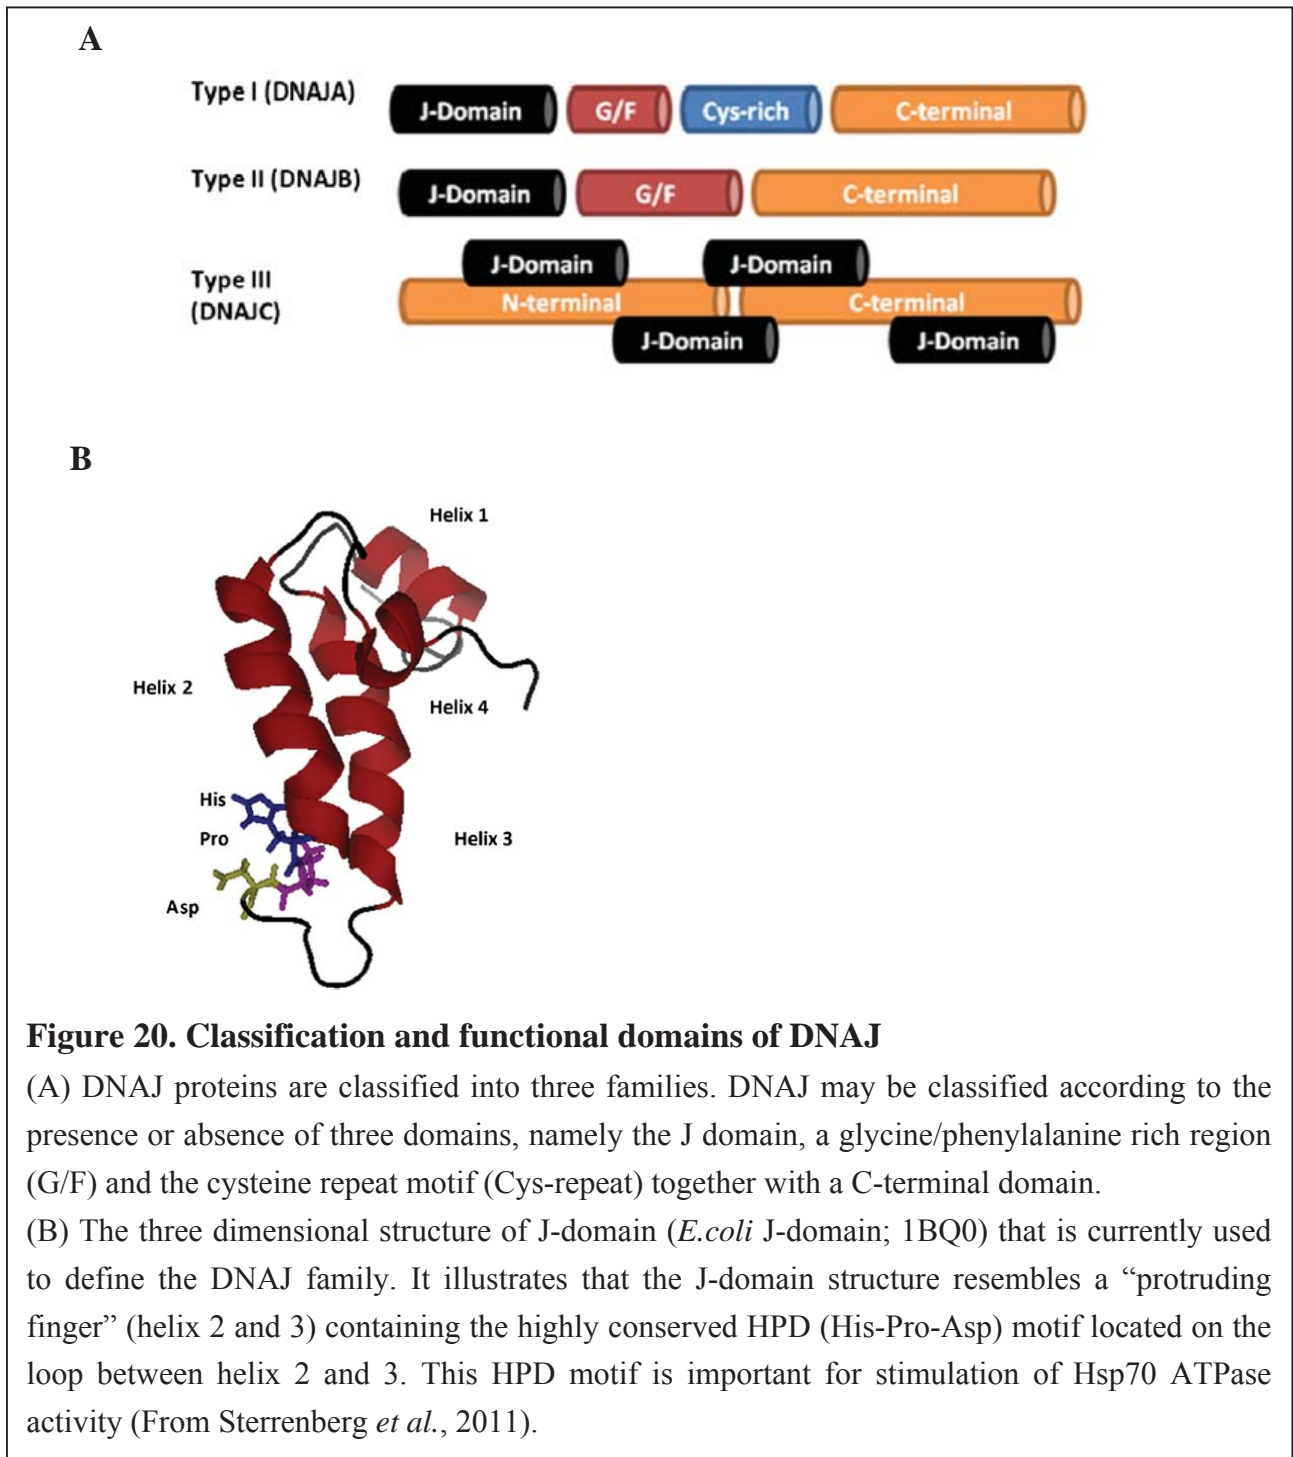 A
Type I (DNAJA)
J-Domain
G/F
Cys-rich
C-terminal
Type II (DNAJB)
J-Domain
G/F
C-terminal
Type III
(DNAJC)
J-Domain
J-Domain
N-terminal
C-terminal
J-Domain
J-Domain
B
Helix 1
Helix 2
Helix 4
His
Pro
Helix 3
Asp
Figure 20. Classification and functional domains of DNAJ
(A) DNAJ proteins are classified into three families. DNAJ may be classified according to the
presence or absence of three domains, namely the J domain, a glycine/phenylalanine rich region
(G/F) and the cysteine repeat motif (Cys-repeat) together with a C-terminal domain.
(B) The three dimensional structure of J-domain (E.coli J-domain; 1BQ0) that is currently used
to define the DNAJ family. It illustrates that the J-domain structure resembles a “protruding
finger” (helix 2 and 3) containing the highly conserved HPD (His-Pro-Asp) motif located on the
loop between helix 2 and 3. This HPD motif is important for stimulation of Hsp70 ATPase
activity (From Sterrenberg et al., 2011).